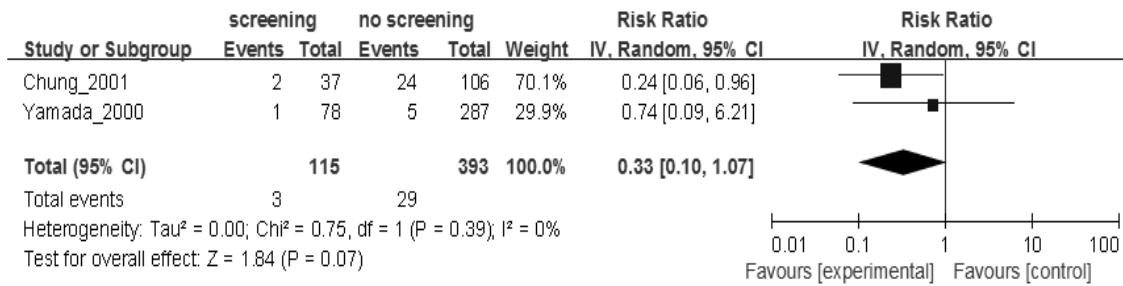 screening no screening Risk Ratio Risk Ratio
Study or Subgroup Events Total Events Total Weight IV, Random, 95% CI IV, Random, 95% CI
Chung_2001 2 37 24 106 70.1% 0.24 [0.06, 0.96]
Yamada_2000 1 78 5 287 29.9% 0.74 [0.09, 6.21]
Total (95% CI) 115 393 100.0% 0.33 [0.10, 1.07]
Total events 3 29
Heterogeneity: Tau² = 0.00; Chi² = 0.75, df = 1 (P = 0.39); I² = 0%
Test for overall effect: Z = 1.84 (P = 0.07)
0.01 0.1 1 10 100
Favours [experimental] Favours [control]